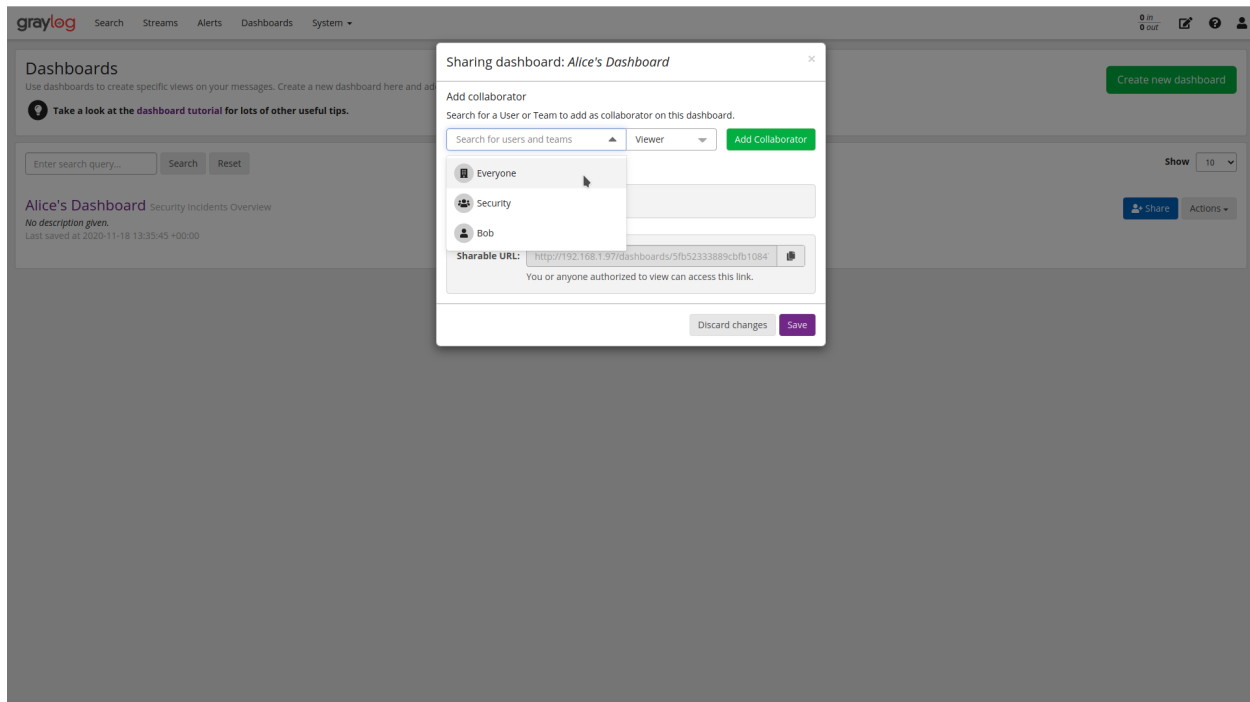 graylog Search Streams Alerts Dashboards System
0 in
0 out
Dashboards
Use dashboards to create specific views on your messages. Create a new dashboard here and ad
Take a look at the dashboard tutorial for lots of other useful tips.
Create new dashboard
Enter search query... Search Reset
Show 10
Alice's Dashboard Security Incidents Overview
No description given.
Last saved at 2020-11-18 13:35:45 +00:00
Share Actions
Sharing dashboard: Alice's Dashboard ×
Add collaborator
Search for a User or Team to add as collaborator on this dashboard.
Search for users and teams Viewer Add Collaborator
Everyone
Security
Bob
Sharable URL: http://192.168.1.97/dashboards/5fb52333889cbfb1084
You or anyone authorized to view can access this link.
Discard changes Save